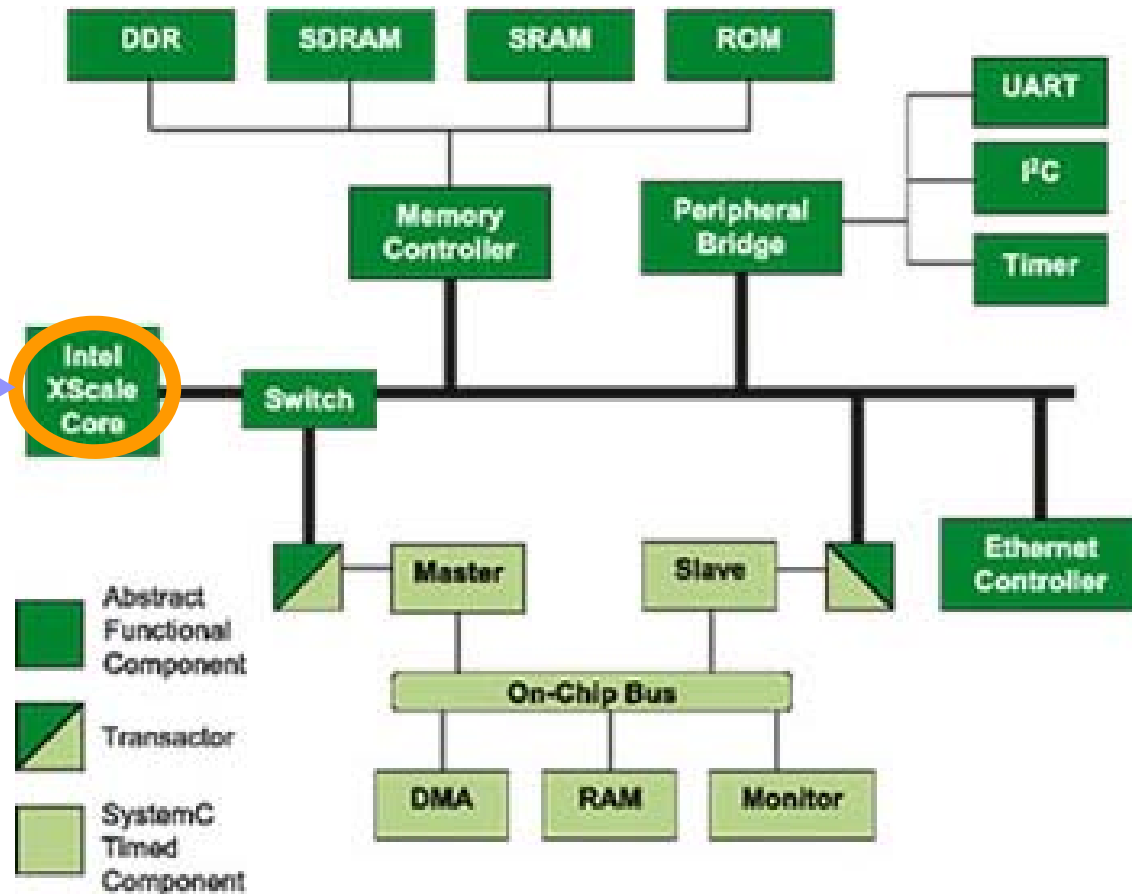 DDR
SDRAM
SRAM
ROM
UART
I²C
Timer
Memory
Controller
Peripheral
Bridge
Intel
XScale
Core
Switch
Master
Slave
Ethernet
Controller
On-Chip Bus
DMA
RAM
Monitor
Abstract
Functional
Component
Transactor
SystemC
Timed
Component